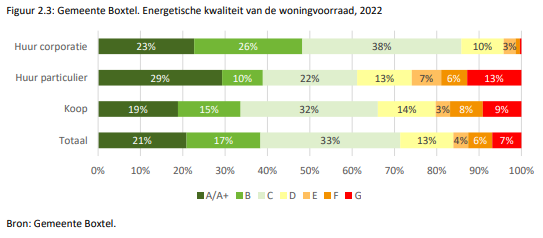 Figuur 2.3: Gemeente Boxtel. Energetische kwaliteit van de woningvoorraad, 2022
Huur corporatie 23% 26% 38% 10% 3%
Huur particulier 29% 10% 22% 13% 7% 6% 13%
Koop 19% 15% 32% 14% 3% 8% 9%
Totaal 21% 17% 33% 13% 4% 6% 7%
0% 10% 20% 30% 40% 50% 60% 70% 80% 90% 100%
A/A+ B C D E F G
Bron: Gemeente Boxtel.